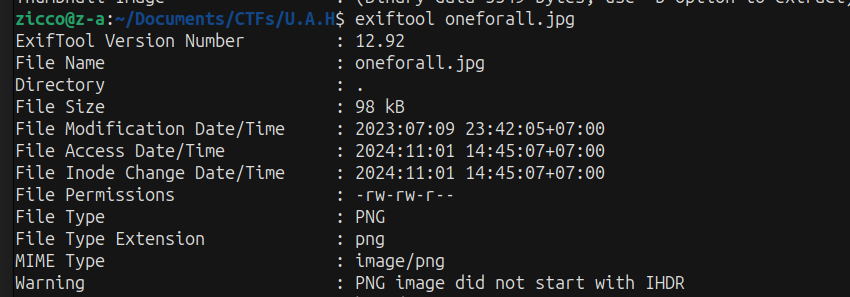 zicco@z-a:~/Documents/CTFs/U.A.H$ exiftool oneforall.jpg
ExifTool Version Number         : 12.92
File Name                       : oneforall.jpg
Directory                       : .
File Size                       : 98 kB
File Modification Date/Time     : 2023:07:09 23:42:05+07:00
File Access Date/Time           : 2024:11:01 14:45:07+07:00
File Inode Change Date/Time     : 2024:11:01 14:45:07+07:00
File Permissions                : -rw-rw-r--
File Type                       : PNG
File Type Extension             : png
MIME Type                       : image/png
Warning                         : PNG image did not start with IHDR